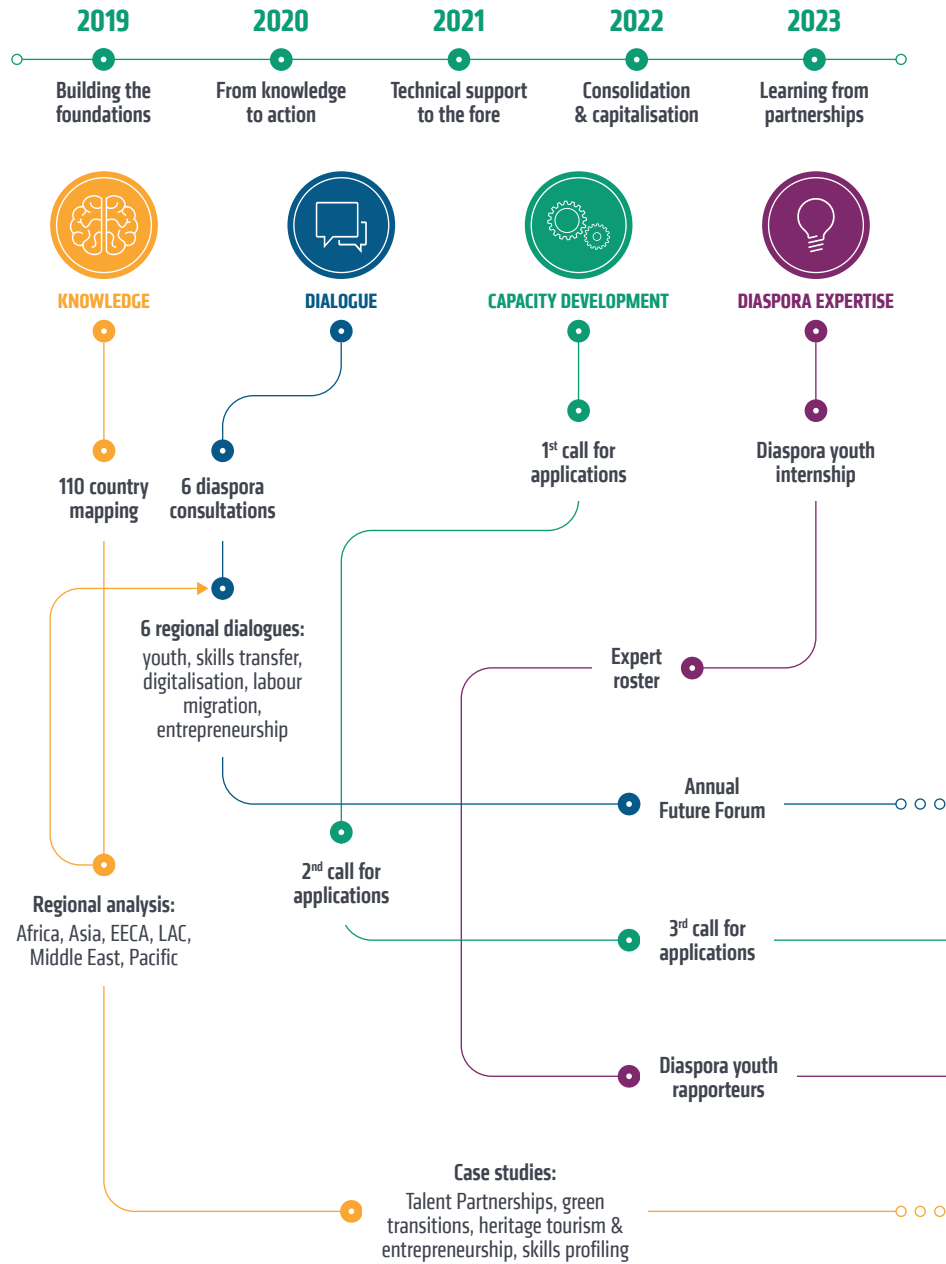 2019
2020
2021
2022
2023
Building the
foundations
From knowledge
to action
Technical support
to the fore
Consolidation
& capitalisation
Learning from
partnerships
KNOWLEDGE
DIALOGUE
CAPACITY DEVELOPMENT
DIASPORA EXPERTISE
110 country
mapping
6 diaspora
consultations
1st call for
applications
Diaspora youth
internship
6 regional dialogues:
youth, skills transfer,
digitalisation, labour
migration,
entrepreneurship
Expert
roster
Annual
Future Forum
2nd call for
applications
Regional analysis:
Africa, Asia, EECA, LAC,
Middle East, Pacific
3rd call for
applications
Diaspora youth
rapporteurs
Case studies:
Talent Partnerships, green
transitions, heritage tourism &
entrepreneurship, skills profiling